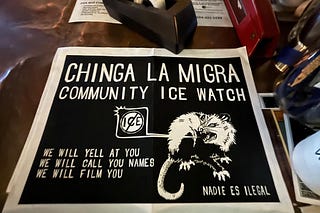 CHINGA LA MIGRA
COMMUNITY ICE WATCH
ICE
WE WILL YELL AT YOU
WE WILL CALL YOU NAMES
WE WILL FILM YOU
NADIE ES ILEGAL